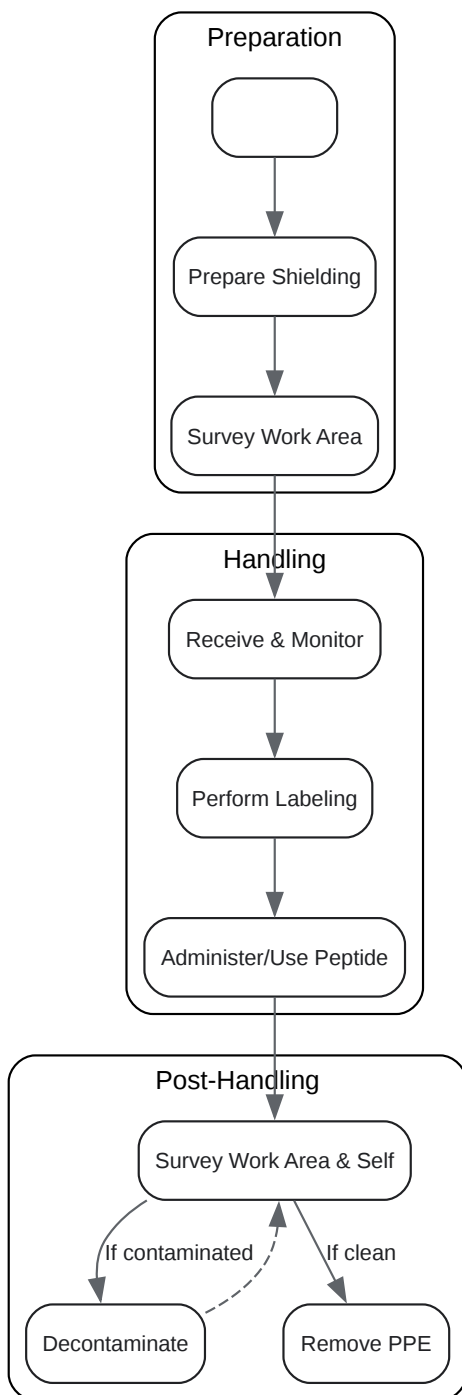 Preparation
Prepare Shielding
Survey Work Area
Handling
Receive & Monitor
Perform Labeling
Administer/Use Peptide
Post-Handling
Survey Work Area & Self
If contaminated
If clean
Decontaminate
Remove PPE